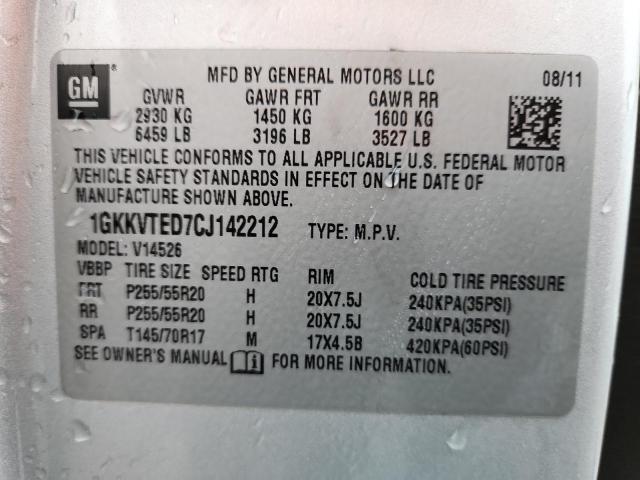 GM
MFD BY GENERAL MOTORS LLC 08/11
GVWR GAWR FRT GAWR RR
2930 KG 1450 KG 1600 KG
6459 LB 3196 LB 3527 LB
THIS VEHICLE CONFORMS TO ALL APPLICABLE U.S. FEDERAL MOTOR
VEHICLE SAFETY STANDARDS IN EFFECT ON THE DATE OF
MANUFACTURE SHOWN ABOVE.
1GKKVTED7CJ142212 TYPE: M.P.V.
MODEL: V14526
VBBP TIRE SIZE SPEED RTG RIM COLD TIRE PRESSURE
FRT P255/55R20 H 20X7.5J 240KPA(35PSI)
RR P255/55R20 H 20X7.5J 240KPA(35PSI)
SPA T145/70R17 M 17X4.5B 420KPA(60PSI)
SEE OWNER'S MANUAL FOR MORE INFORMATION.